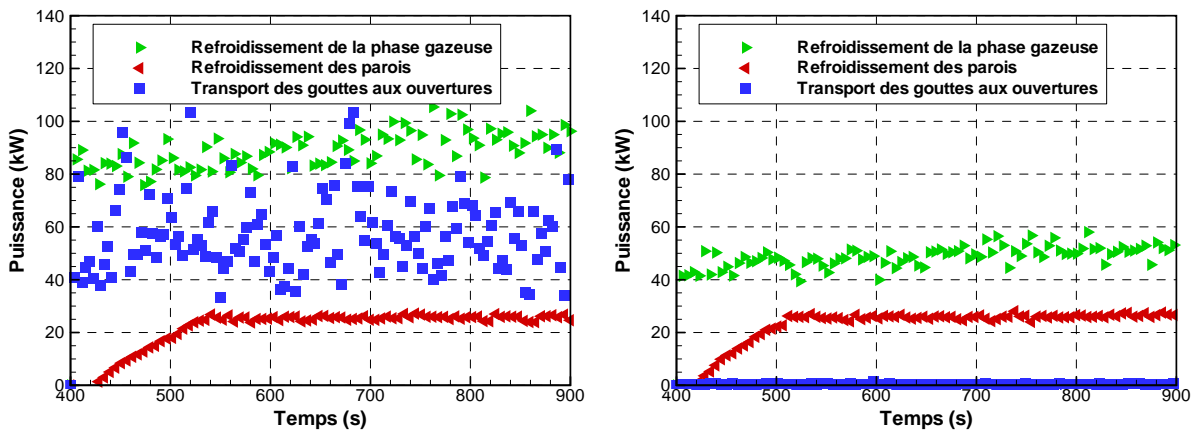 Puissance (kW)
140
120
100
80
60
40
20
0
Refroidissement de la phase gazeuse
Refroidissement des parois
Transport des gouttes aux ouvertures
400 500 600 700 800 900
Temps (s)
Puissance (kW)
140
120
100
80
60
40
20
0
Refroidissement de la phase gazeuse
Refroidissement des parois
Transport des gouttes aux ouvertures
400 500 600 700 800 900
Temps (s)